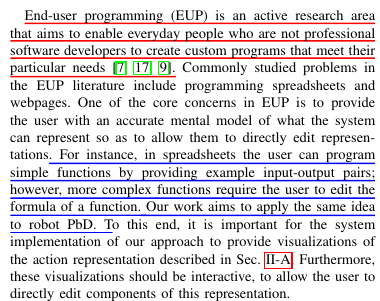 End-user programming (EUP) is an active research area
that aims to enable everyday people who are not professional
software developers to create custom programs that meet their
particular needs [7 17 9]. Commonly studied problems in
the EUP literature include programming spreadsheets and
webpages. One of the core concerns in EUP is to provide
the user with an accurate mental model of what the system
can represent so as to allow them to directly edit represen-
tations. For instance, in spreadsheets the user can program
simple functions by providing example input-output pairs;
however, more complex functions require the user to edit the
formula of a function. Our work aims to apply the same idea
to robot PbD. To this end, it is important for the system
implementation of our approach to provide visualizations of
the action representation described in Sec. II-A. Furthermore,
these visualizations should be interactive, to allow the user to
directly edit components of this representation.